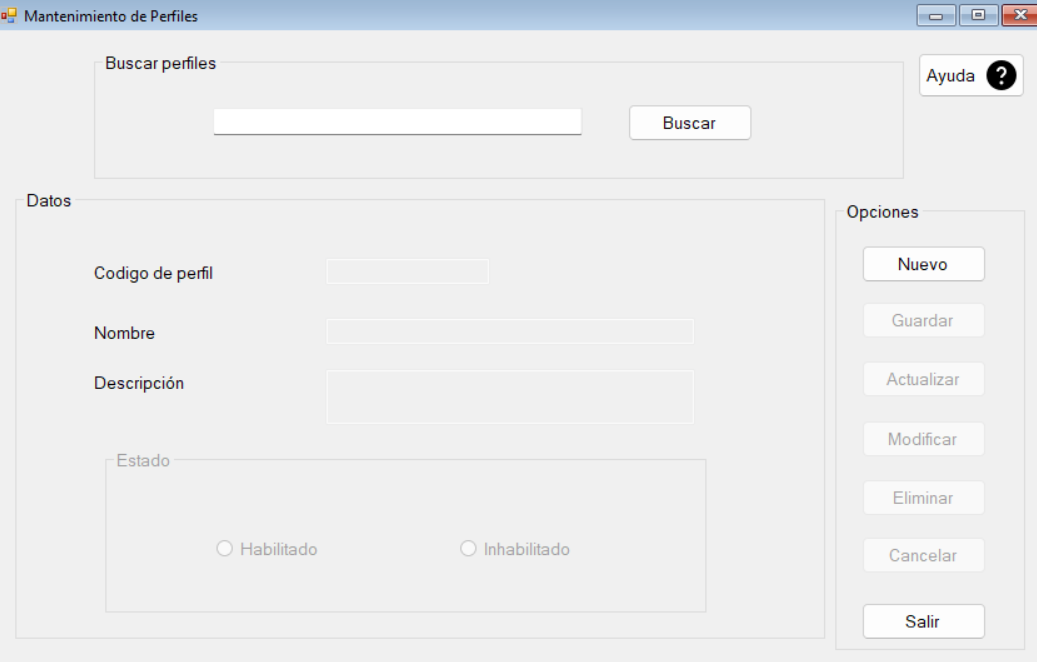 Mantenimiento de Perfiles
Buscar perfiles
Ayuda ?
Buscar
Datos
Opciones
Codigo de perfil
Nuevo
Nombre
Guardar
Descripción
Actualizar
Modificar
Estado
Eliminar
Habilitado
Inhabilitado
Cancelar
Salir